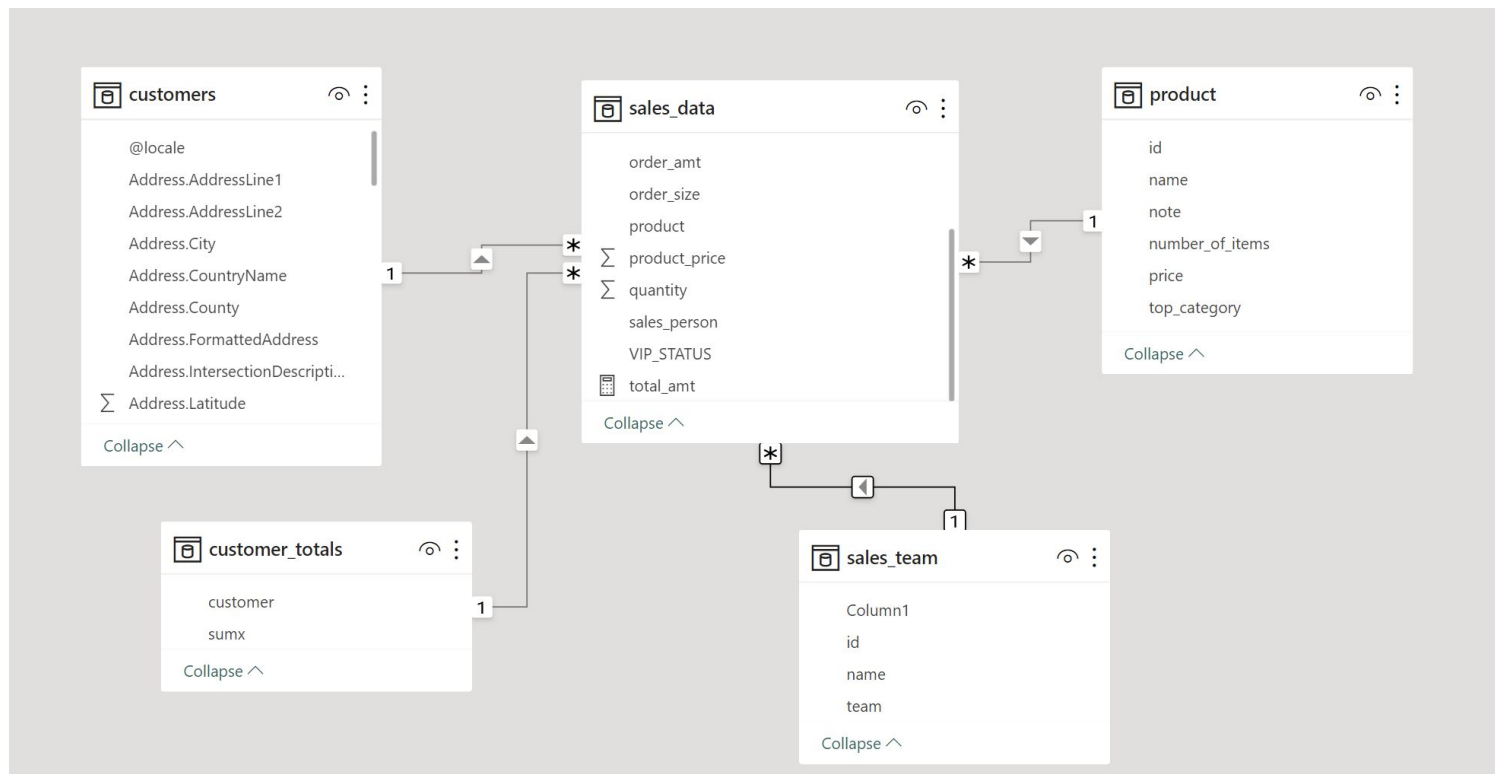 customers
@locale
Address.AddressLine1
Address.AddressLine2
Address.City
Address.CountryName
Address.County
Address.FormattedAddress
Address.IntersectionDescripti...
∑ Address.Latitude
Collapse
1
*
*
sales_data
order_amt
order_size
product
∑ product_price
∑ quantity
sales_person
VIP_STATUS
total_amt
Collapse
*
1
product
id
name
note
number_of_items
price
top_category
Collapse
customer_totals
customer
sumx
Collapse
1
*
1
sales_team
Column1
id
name
team
Collapse